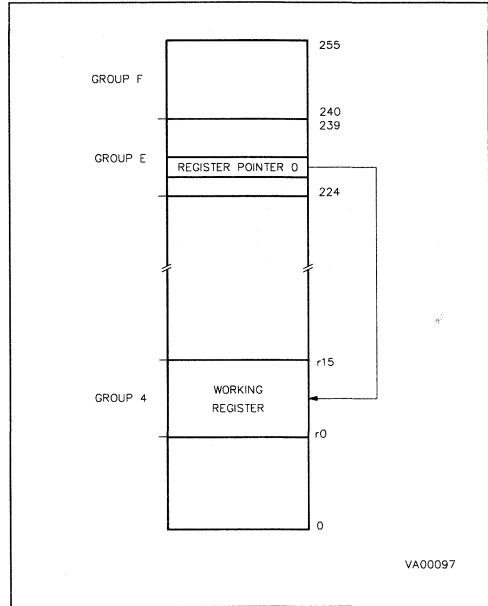 255
GROUP F
240
239
GROUP E
REGISTER POINTER 0
224
r15
GROUP 4
WORKING
REGISTER
r0
0
VA00097